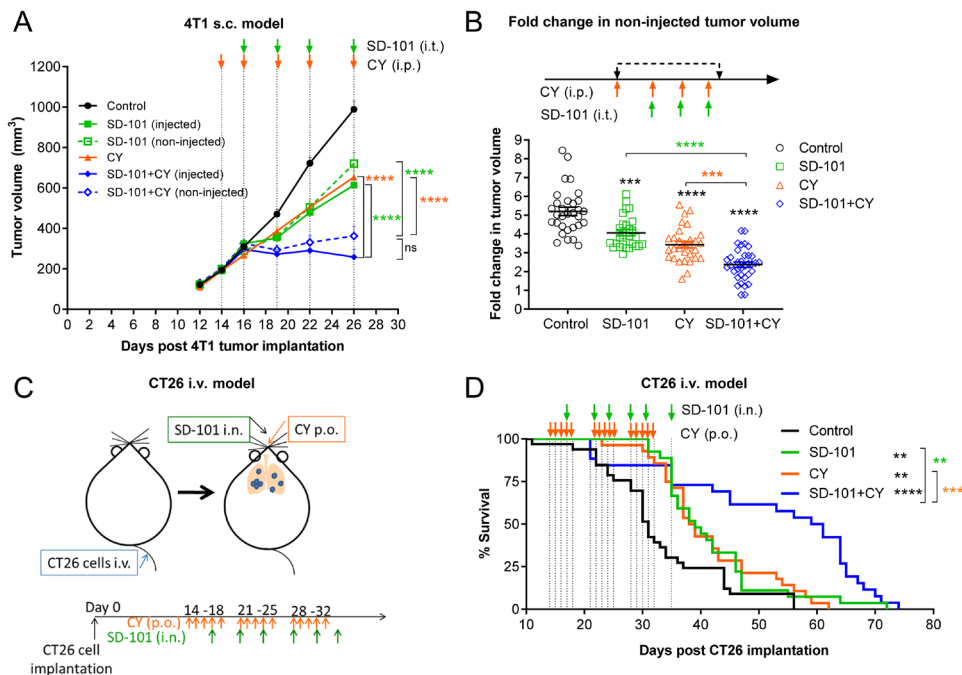 A
4T1 s.c. model
SD-101 (i.t.)
CY (i.p.)
1200
1000
800
600
400
200
0
Tumor volume (mm³)
Control
SD-101 (injected)
SD-101 (non-injected)
CY
SD-101+CY (injected)
SD-101+CY (non-injected)
****
****
****
****
ns
0 2 4 6 8 10 12 14 16 18 20 22 24 26 28 30
Days post 4T1 tumor implantation
B
Fold change in non-injected tumor volume
CY (i.p.)
SD-101 (i.t.)
9
8
7
6
5
4
3
2
1
0
Fold change in tumor volume
****
***
***
****
****
Control
SD-101
CY
SD-101+CY
Control SD-101 CY SD-101+CY
C
CT26 i.v. model
SD-101 i.n.
CY p.o.
CT26 cells i.v.
Day 0
14 -18 21 -25 28 -32
CY (p.o.)
SD-101 (i.n.)
CT26 cell
implantation
D
CT26 i.v. model
SD-101 (i.n.)
CY (p.o.)
100
75
50
25
0
% Survival
Control
SD-101
CY
SD-101+CY
**
**
****
**
***
10 20 30 40 50 60 70 80
Days post CT26 implantation